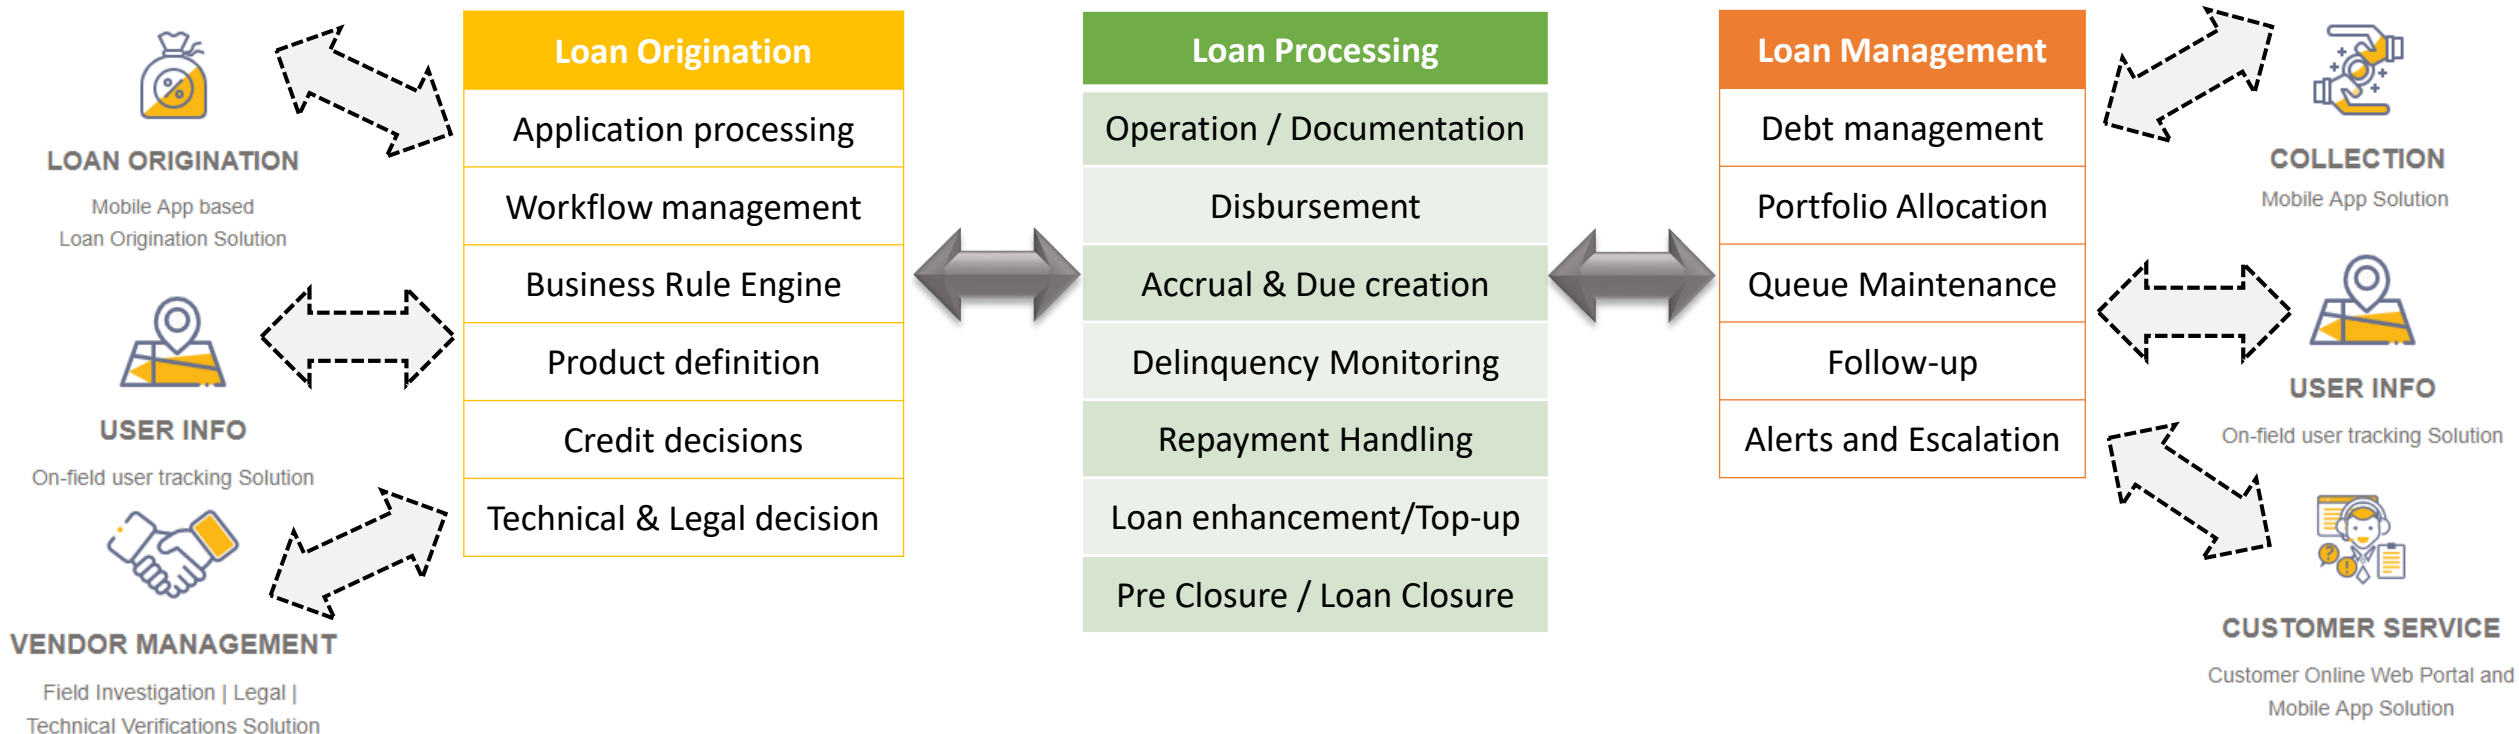 LOAN ORIGINATION
Mobile App based
Loan Origination Solution
USER INFO
On-field user tracking Solution
VENDOR MANAGEMENT
Field Investigation | Legal |
Technical Verifications Solution
Loan Origination
Application processing
Workflow management
Business Rule Engine
Product definition
Credit decisions
Technical & Legal decision
Loan Processing
Operation / Documentation
Disbursement
Accrual & Due creation
Delinquency Monitoring
Repayment Handling
Loan enhancement/Top-up
Pre Closure / Loan Closure
Loan Management
Debt management
Portfolio Allocation
Queue Maintenance
Follow-up
Alerts and Escalation
COLLECTION
Mobile App Solution
USER INFO
On-field user tracking Solution
CUSTOMER SERVICE
Customer Online Web Portal and
Mobile App Solution